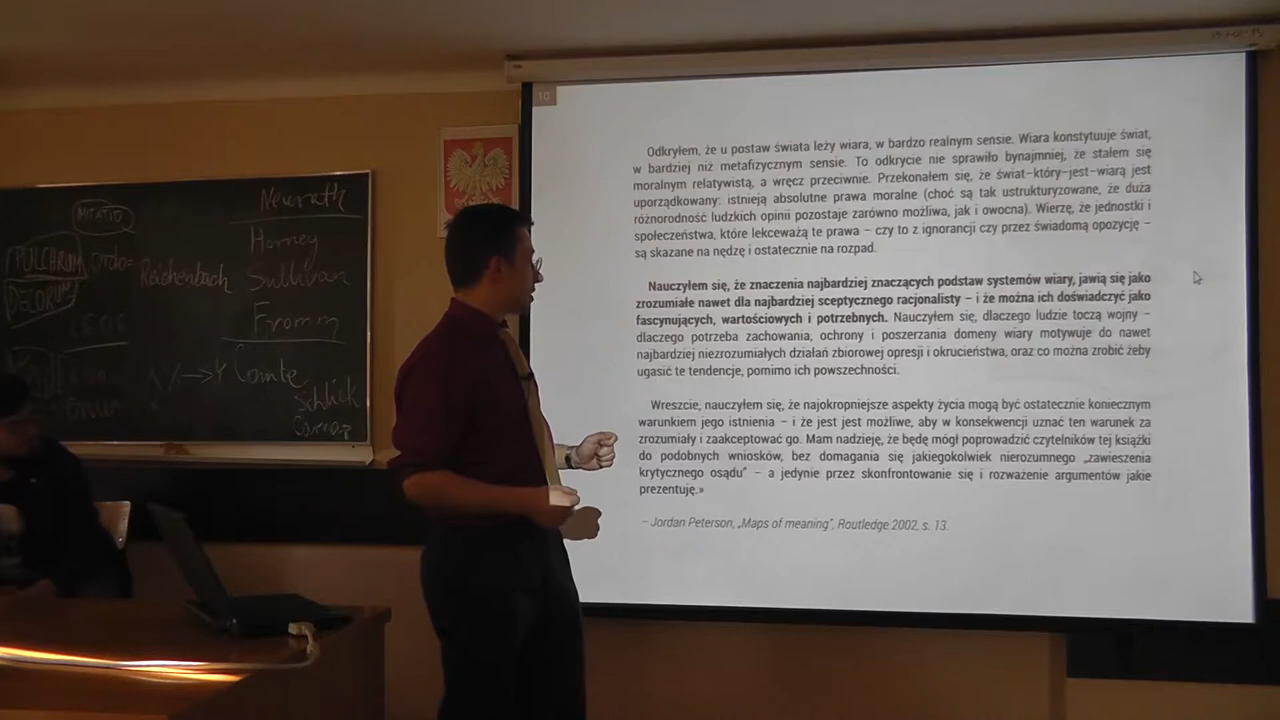 Neurath
MITATIO
Horney
PULCHRUM ordo=
Reichenbach Sullivan
DECORUM
Fromm
X→Y Comte
Schlick
10
Odkryłem, że u postaw świata leży wiara, w bardzo realnym sensie. Wiara konstytuuje świat,
w bardziej niż metafizycznym sensie. To odkrycie nie sprawiło bynajmniej, że stałem się
moralnym relatywistą, a wręcz przeciwnie. Przekonałem się, że świat–który–jest–wiarą jest
uporządkowany: istnieją absolutne prawa moralne (choć są tak ustrukturyzowane, że duża
różnorodność ludzkich opinii pozostaje zarówno możliwa, jak i owocna). Wierzę, że jednostki i
społeczeństwa, które lekceważą te prawa – czy to z ignorancji czy przez świadomą opozycję –
są skazane na nędzę i ostatecznie na rozpad.
Nauczyłem się, że znaczenia najbardziej znaczących podstaw systemów wiary, jawią się jako
zrozumiałe nawet dla najbardziej sceptycznego racjonalisty – i że można ich doświadczyć jako
fascynujących, wartościowych i potrzebnych. Nauczyłem się, dlaczego ludzie toczą wojny –
dlaczego potrzeba zachowania, ochrony i poszerzania domeny wiary motywuje do nawet
najbardziej niezrozumiałych działań zbiorowej opresji i okrucieństwa, oraz co można zrobić żeby
ugasić te tendencje, pomimo ich powszechności.
Wreszcie, nauczyłem się, że najokropniejsze aspekty życia mogą być ostatecznie koniecznym
warunkiem jego istnienia – i że jest jest możliwe, aby w konsekwencji uznać ten warunek za
zrozumiały i zaakceptować go. Mam nadzieję, że będę mógł poprowadzić czytelników tej książki
do podobnych wniosków, bez domagania się jakiegokolwiek nierozumnego „zawieszenia
krytycznego osądu” – a jedynie przez skonfrontowanie się i rozważenie argumentów jakie
prezentuję.»
– Jordan Peterson, „Maps of meaning”, Routledge 2002, s. 13.